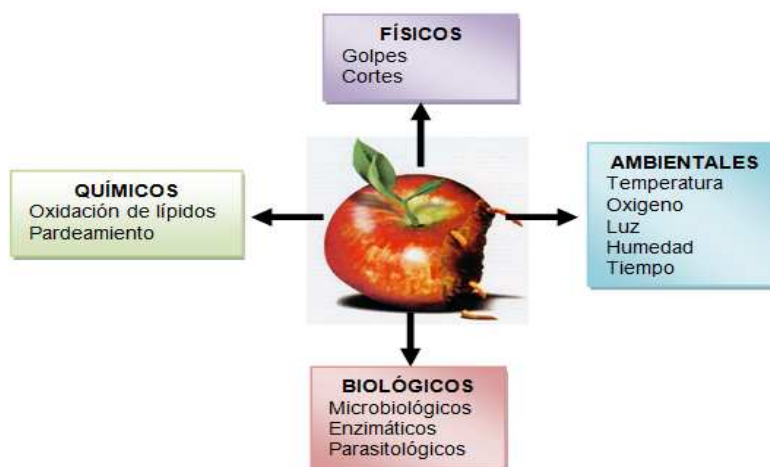 FÍSICOS
Golpes
Cortes
QUÍMICOS
Oxidación de lípidos
Pardeamiento
AMBIENTALES
Temperatura
Oxigeno
Luz
Humedad
Tiempo
BIOLÓGICOS
Microbiológicos
Enzimáticos
Parasitológicos